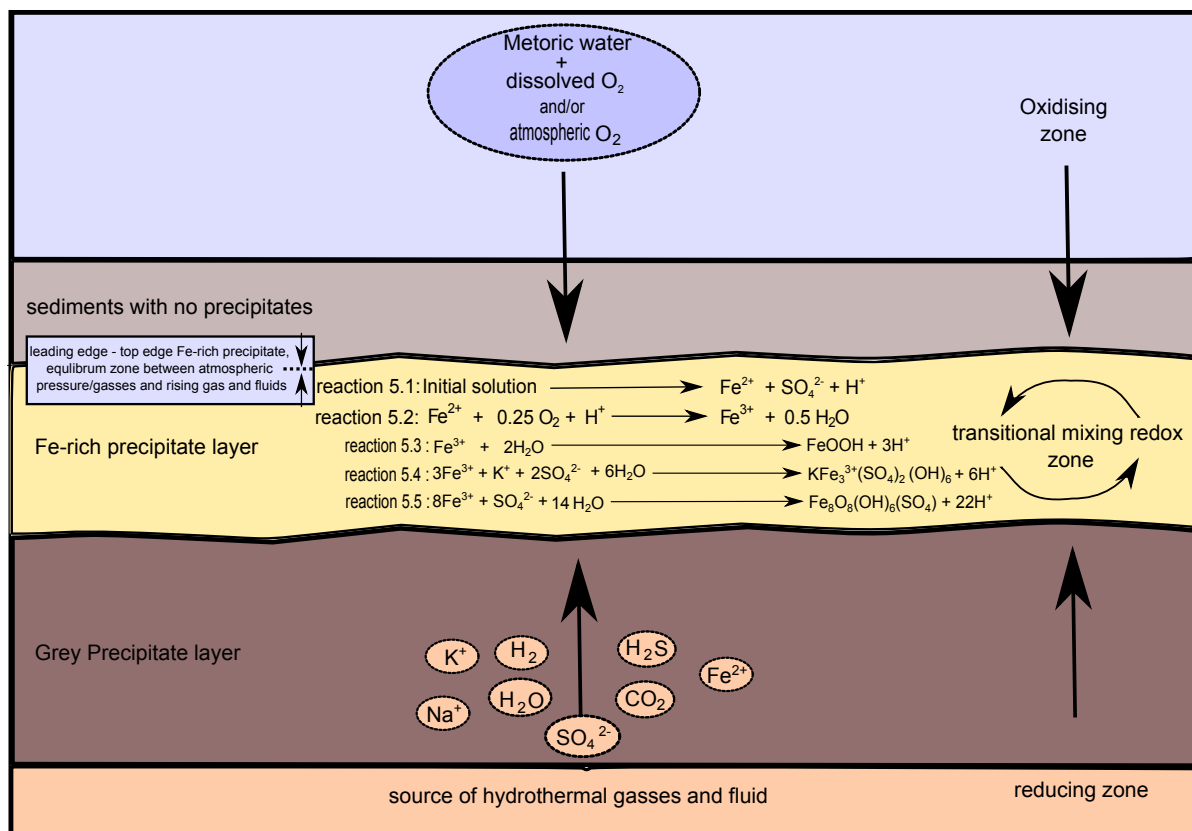 Metoric water
+
dissolved O₂
and/or
atmospheric O₂
Oxidising
zone
sediments with no precipitates
leading edge - top edge Fe-rich precipitate,
equlibrum zone between atmospheric
pressure/gasses and rising gas and fluids
reaction 5.1: Initial solution → Fe²⁺ + SO₄²⁻ + H⁺
reaction 5.2: Fe²⁺ + 0.25 O₂ + H⁺ → Fe³⁺ + 0.5 H₂O
reaction 5.3 : Fe³⁺ + 2H₂O → FeOOH + 3H⁺
reaction 5.4 : 3Fe³⁺ + K⁺ + 2SO₄²⁻ + 6H₂O → KFe₃³⁺(SO₄)₂(OH)₆ + 6H⁺
reaction 5.5 : 8Fe³⁺ + SO₄²⁻ + 14 H₂O → Fe₈O₈(OH)₆(SO₄) + 22H⁺
Fe-rich precipitate layer
transitional mixing redox
zone
Grey Precipitate layer
K⁺
H₂
H₂S
Fe²⁺
Na⁺
H₂O
CO₂
SO₄²⁻
source of hydrothermal gasses and fluid
reducing zone